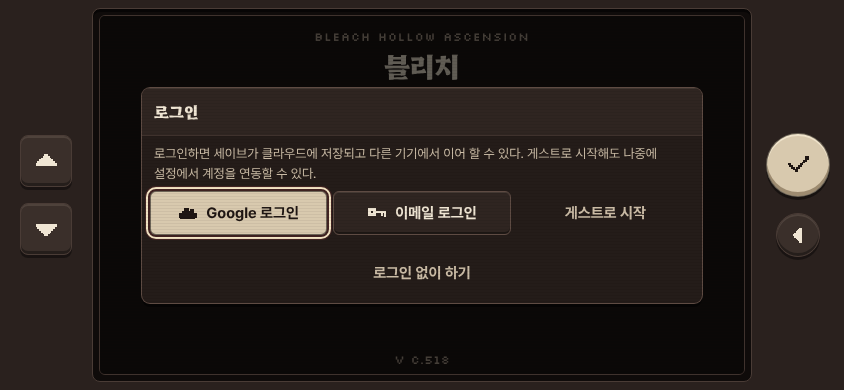 BLEACH HOLLOW ASCENSION
블리치
로그인
로그인하면 세이브가 클라우드에 저장되고 다른 기기에서 이어 할 수 있다. 게스트로 시작해도 나중에
설정에서 계정을 연동할 수 있다.
Google 로그인
이메일 로그인
게스트로 시작
로그인 없이 하기
V 0.518